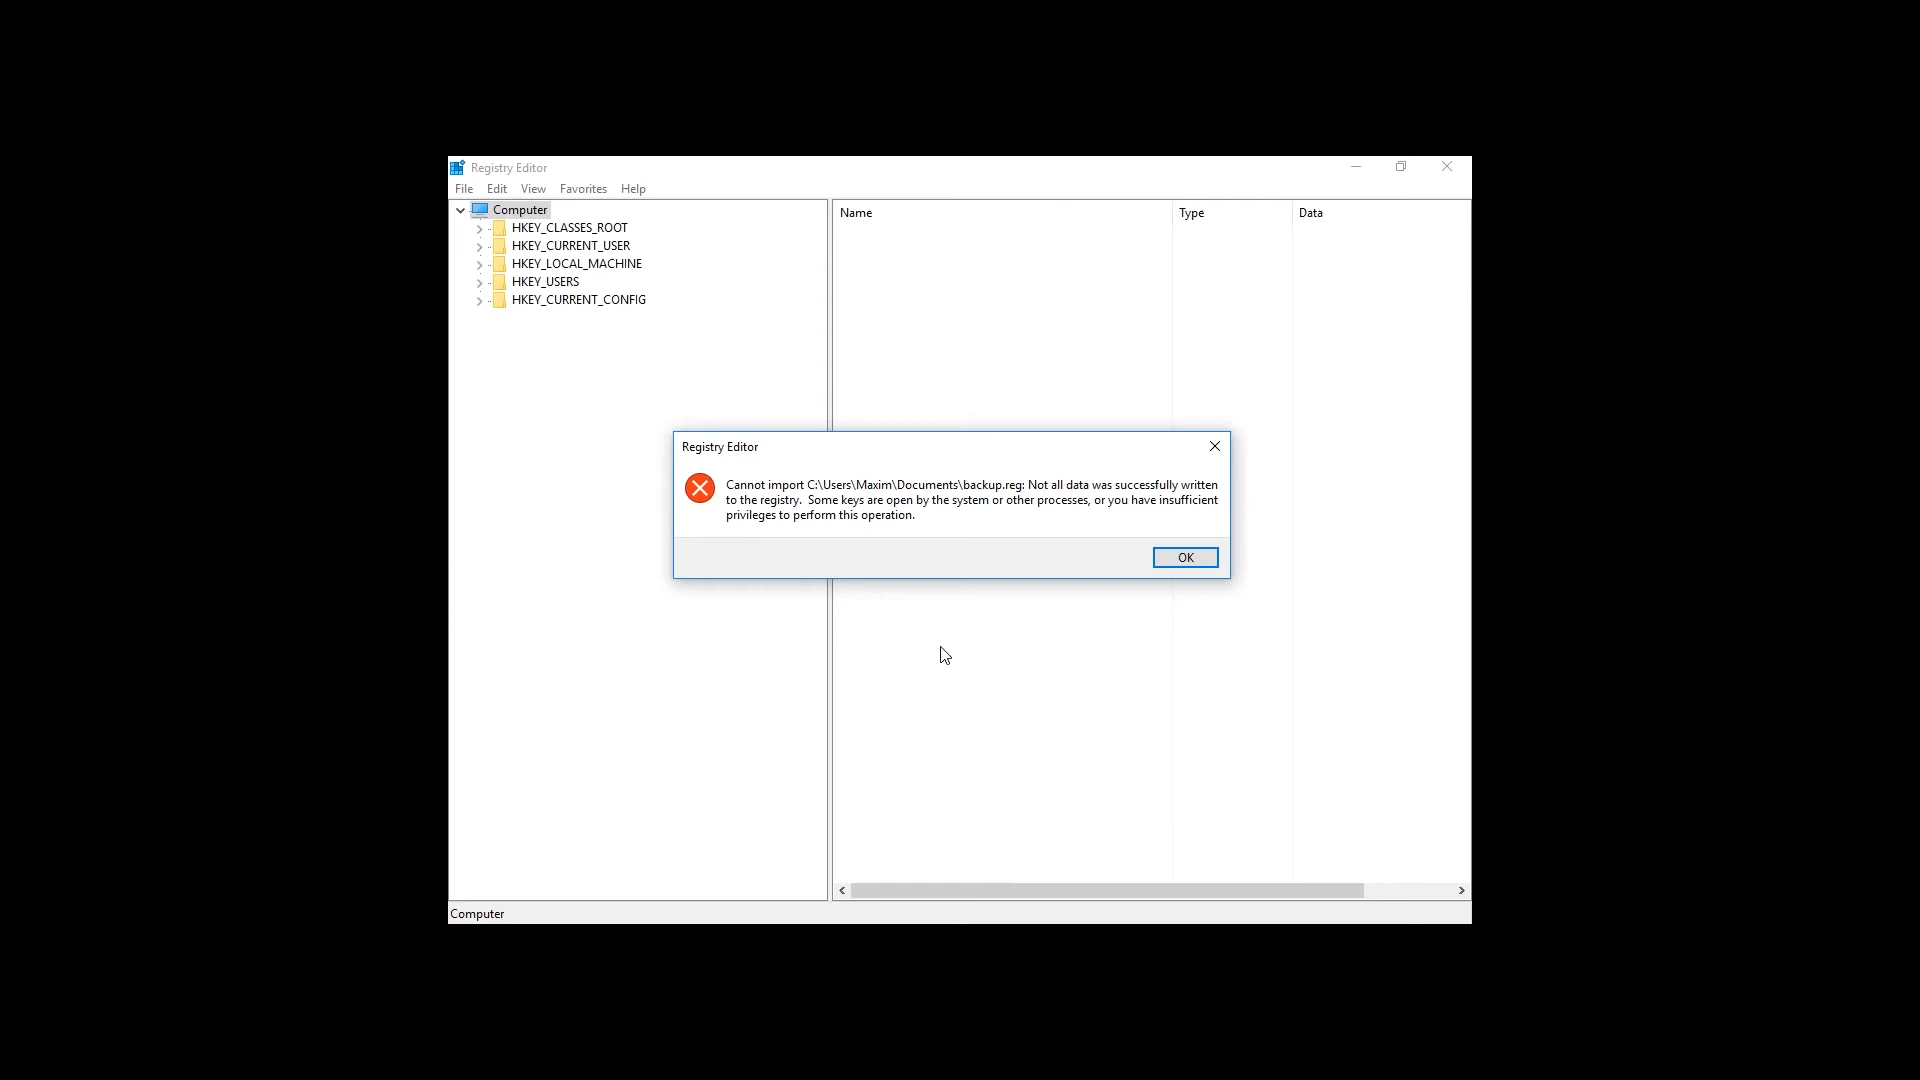 Registry Editor
File Edit View Favorites Help
Computer
HKEY_CLASSES_ROOT
HKEY_CURRENT_USER
HKEY_LOCAL_MACHINE
HKEY_USERS
HKEY_CURRENT_CONFIG
Name Type Data
Registry Editor
Cannot import C:\Users\Maxim\Documents\backup.reg: Not all data was successfully written
to the registry.  Some keys are open by the system or other processes, or you have insufficient
privileges to perform this operation.
OK
Computer